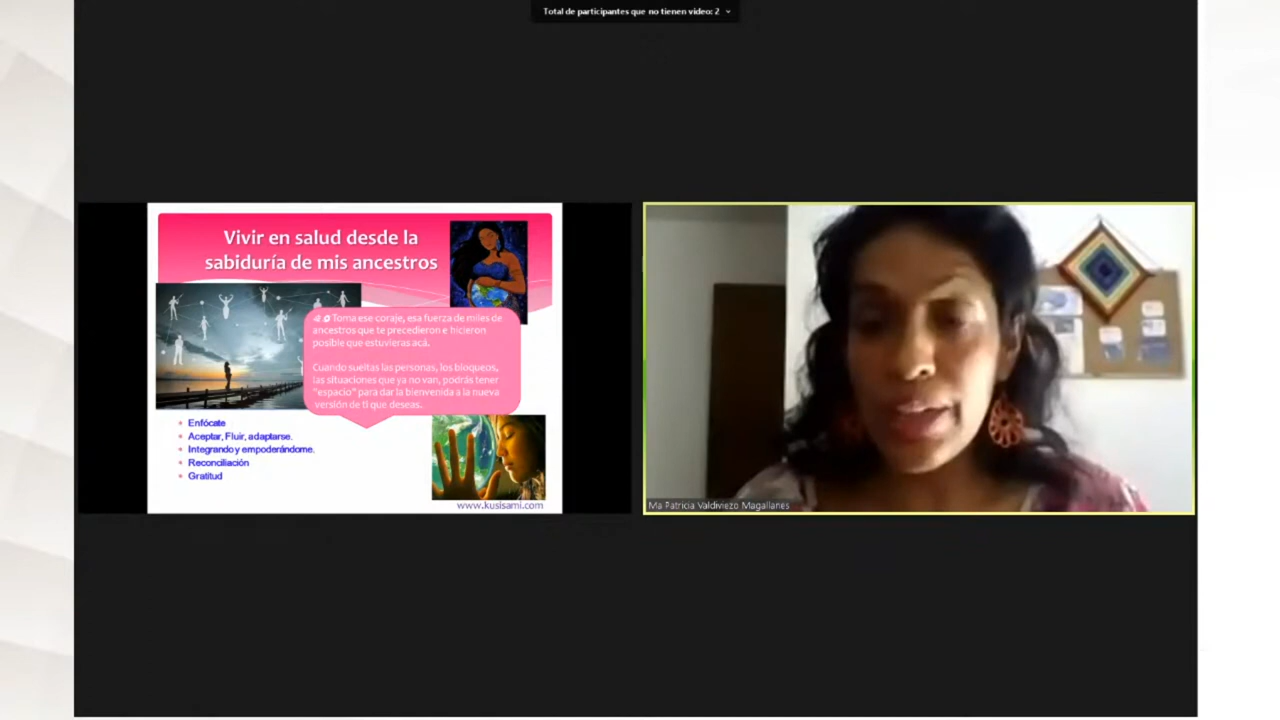 Total de participantes que no tienen video: 2
Vivir en salud desde la
sabiduría de mis ancestros
Toma ese coraje, esa fuerza de miles de
ancestros que te precedieron e hicieron
posible que estuvieras acá.
Cuando sueltas las personas, los bloqueos,
las situaciones que ya no van, podrás tener
“espacio” para dar la bienvenida a la nueva
versión de ti que deseas.
Enfócate
Aceptar, Fluir, adaptarse.
Integrando y empoderándome.
Reconciliación
Gratitud
www.kusisami.com
Ma Patricia Valdiviezo Magallanes